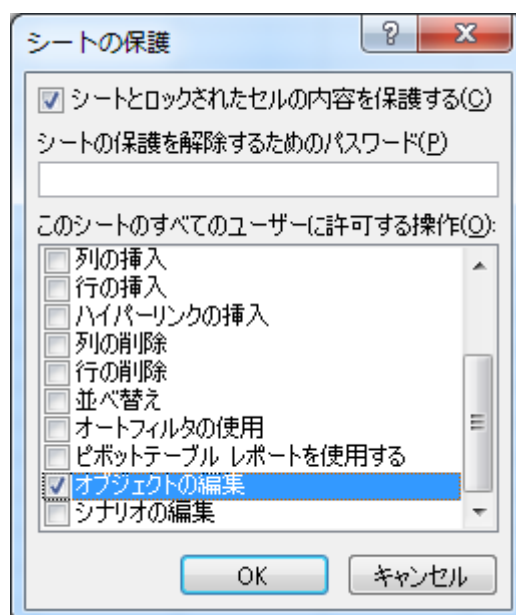 シートの保護
シートとロックされたセルの内容を保護する(C)
シートの保護を解除するためのパスワード(P)
このシートのすべてのユーザーに許可する操作(O):
列の挿入
行の挿入
ハイパーリンクの挿入
列の削除
行の削除
並べ替え
オートフィルタの使用
ピボットテーブル レポートを使用する
オブジェクトの編集
シナリオの編集
OK キャンセル